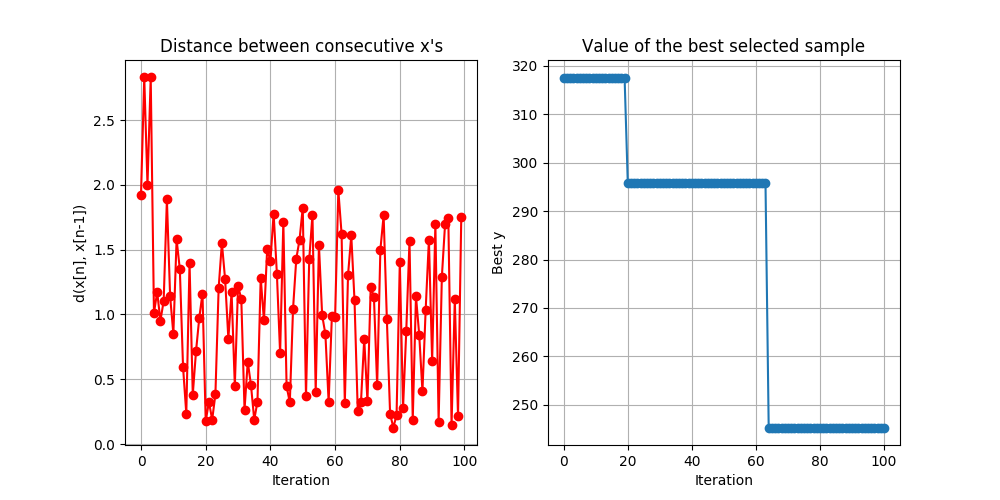 Distance between consecutive x's
d(x[n], x[n-1])
2.5
2.0
1.5
1.0
0.5
0.0
0 20 40 60 80 100
Iteration
Value of the best selected sample
Best y
320
310
300
290
280
270
260
250
0 20 40 60 80 100
Iteration